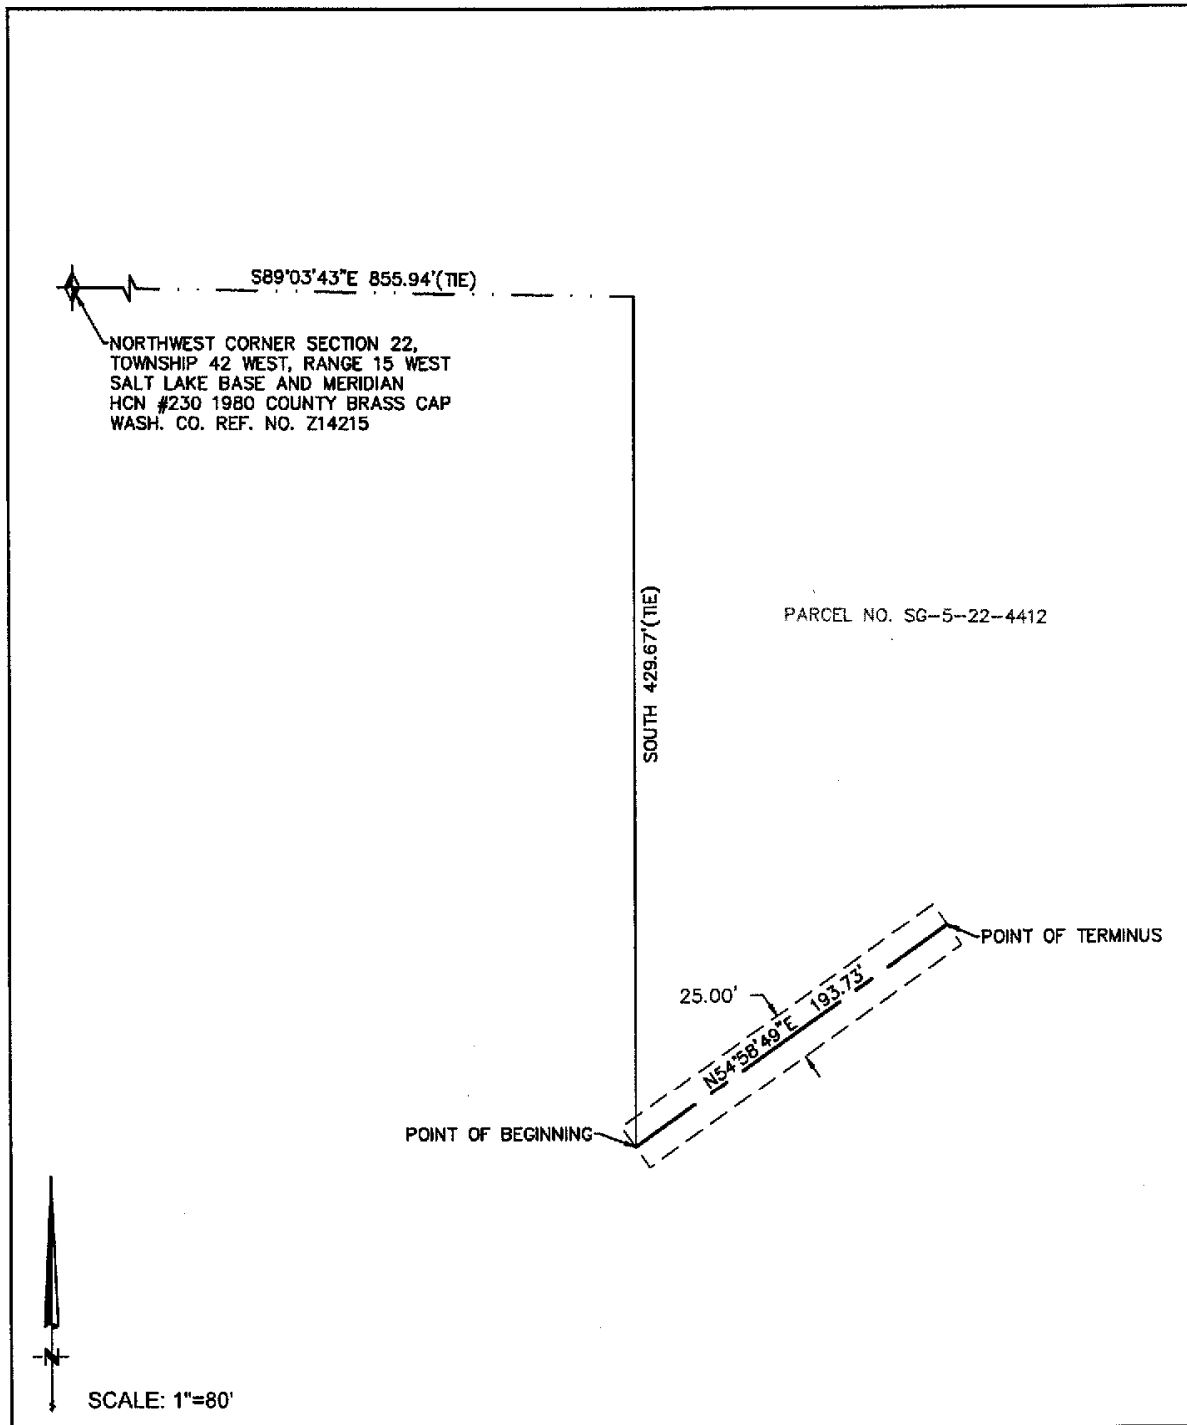 S89°03'43"E 855.94'(TIE)
NORTHWEST CORNER SECTION 22,
TOWNSHIP 42 WEST, RANGE 15 WEST
SALT LAKE BASE AND MERIDIAN
HCN #230 1980 COUNTY BRASS CAP
WASH. CO. REF. NO. Z14215
SOUTH 429.67'(TIE)
PARCEL NO. SG-5-22-4412
POINT OF TERMINUS
25.00'
N54°58'49"E 193.73'
POINT OF BEGINNING
N
SCALE: 1"=80'